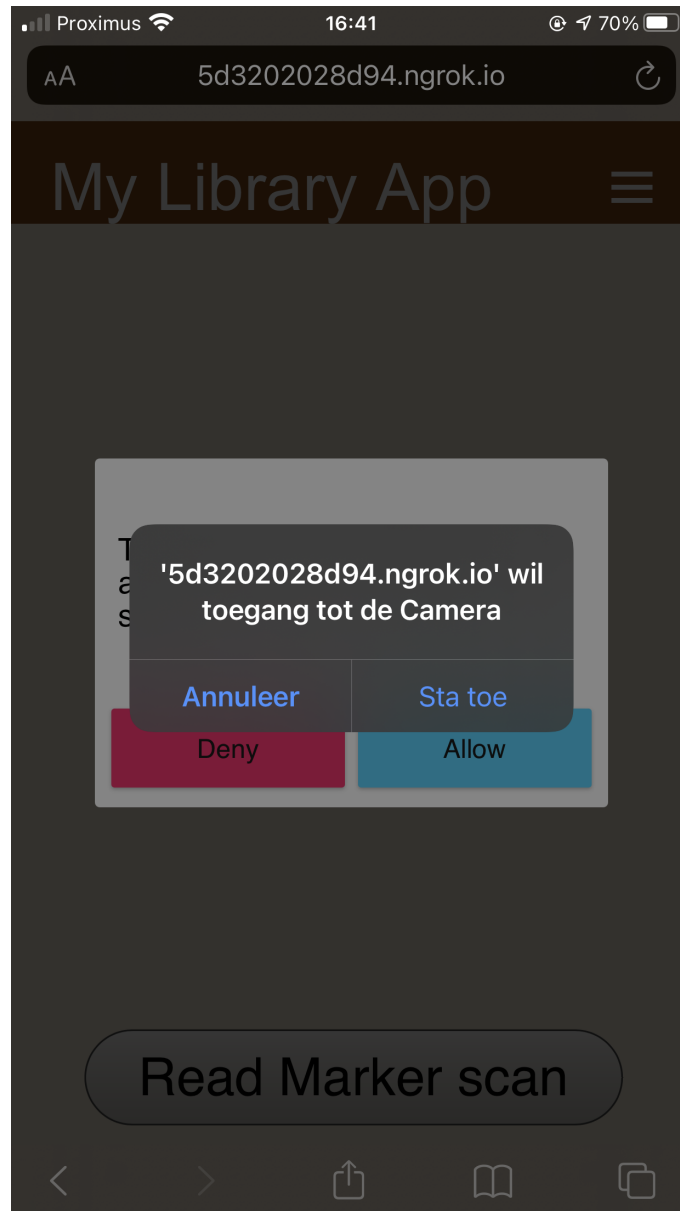 Proximus 16:41 70%
AA 5d3202028d94.ngrok.io
My Library App
'5d3202028d94.ngrok.io' wil
toegang tot de Camera
Annuleer Sta toe
Deny Allow
Read Marker scan